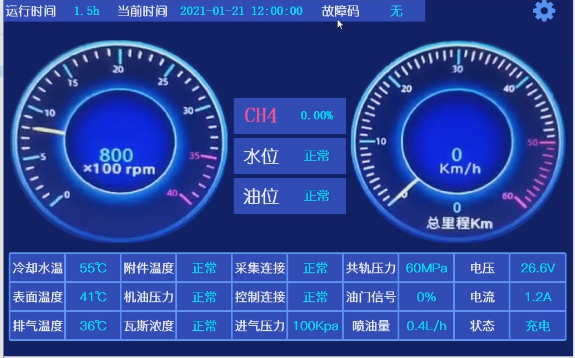 运行时间 1.5h 当前时间 2021-01-21 12:00:00 故障码 无
0 5 10 15 20 25 30 35 40
800
×100 rpm
CH4 0.00%
水位 正常
油位 正常
0 10 20 30 40 50 60
0
Km/h
0
总里程Km
冷却水温 55℃ 附件温度 正常 采集连接 正常 共轨压力 60MPa 电压 26.6V
表面温度 41℃ 机油压力 正常 控制连接 正常 油门信号 0% 电流 1.2A
排气温度 36℃ 瓦斯浓度 正常 进气压力 100Kpa 喷油量 0.4L/h 状态 充电